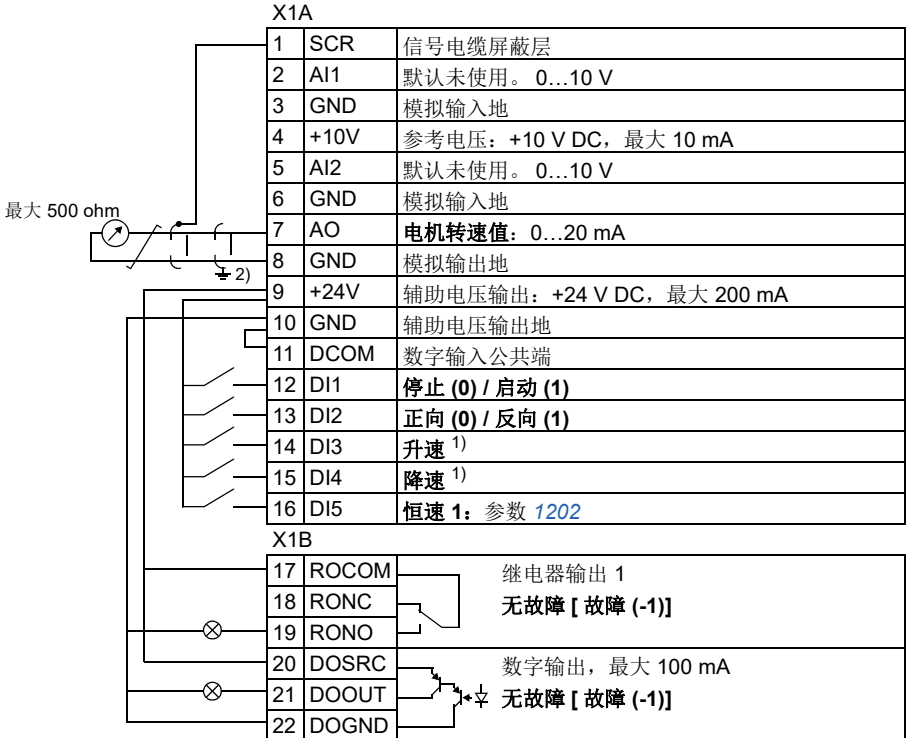 X1A
1 SCR 信号电缆屏蔽层
2 AI1 默认未使用。 0…10 V
3 GND 模拟输入地
4 +10V 参考电压：+10 V DC，最大 10 mA
5 AI2 默认未使用。 0…10 V
6 GND 模拟输入地
最大 500 ohm
7 AO 电机转速值：0…20 mA
8 GND 模拟输出地
2)
9 +24V 辅助电压输出：+24 V DC，最大 200 mA
10 GND 辅助电压输出地
11 DCOM 数字输入公共端
12 DI1 停止 (0) / 启动 (1)
13 DI2 正向 (0) / 反向 (1)
14 DI3 升速 1)
15 DI4 降速 1)
16 DI5 恒速 1：参数 1202
X1B
17 ROCOM 继电器输出 1
18 RONC 无故障 [ 故障 (-1)]
19 RONO
20 DOSRC 数字输出，最大 100 mA
21 DOOUT 无故障 [ 故障 (-1)]
22 DOGND